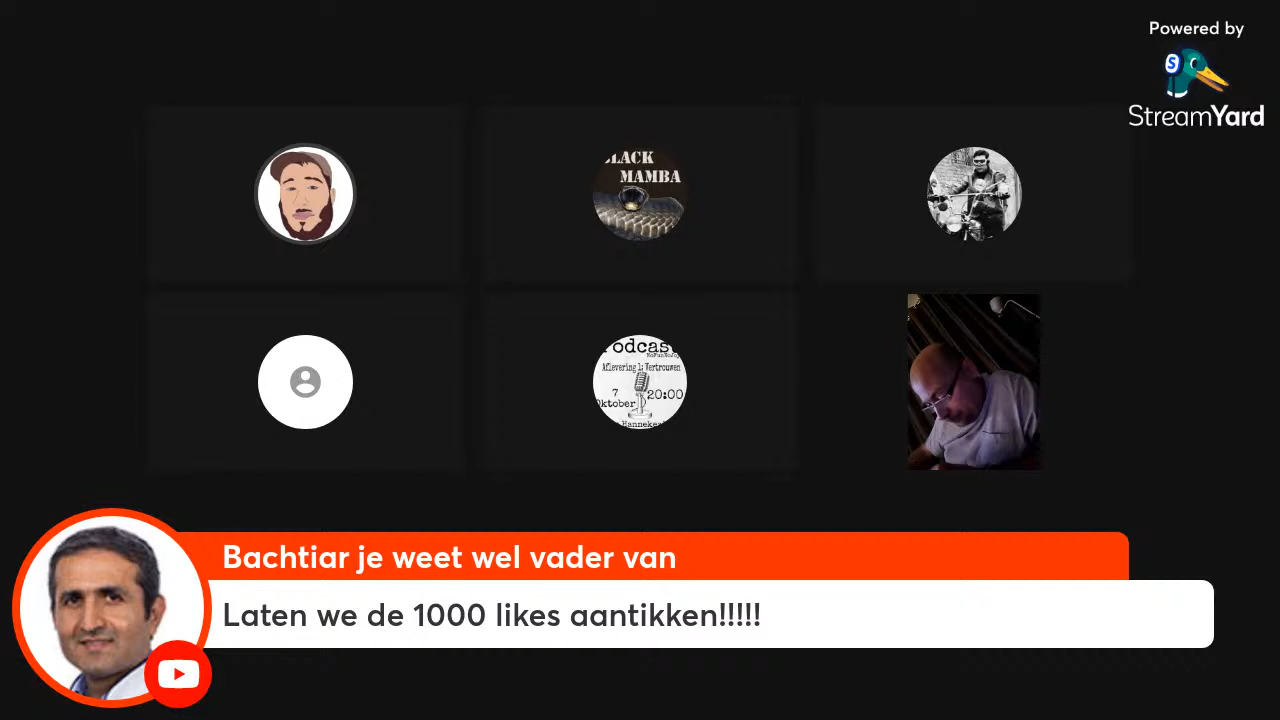 Powered by
S
StreamYard
LACK
MAMBA
Podcast
Aflevering 1: Vertrouwen
7
Oktober
20:00
Bachtiar je weet wel vader van
Laten we de 1000 likes aantikken!!!!!